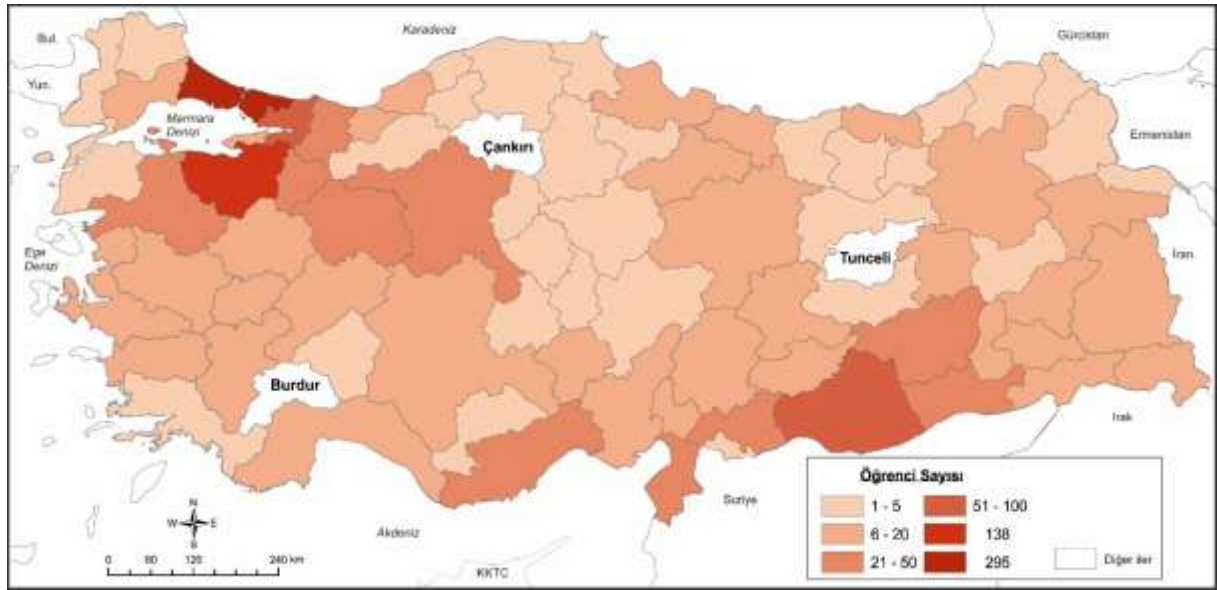 Karadeniz
Gürcistan
Bul.
Yun.
Marmara
Denizi
Ermenistan
Çankırı
Ege
Denizi
Tunceli
İran
Burdur
Irak
Suriye
Akdeniz
KKTC
N
W E
S
0 60 120 240 km
Öğrenci Sayısı
1 - 5
51 - 100
6 - 20
138
21 - 50
295
Diğer iller